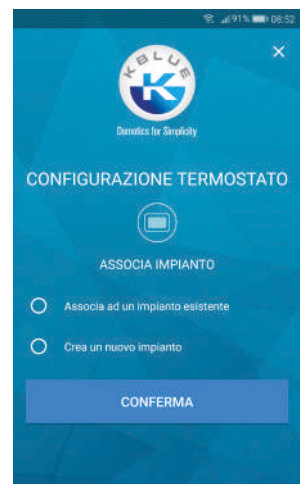 91% 08:52
KBLUE
K
Domotics for Simplicity
CONFIGURAZIONE TERMOSTATO
ASSOCIA IMPIANTO
Associa ad un impianto esistente
Crea un nuovo impianto
CONFERMA